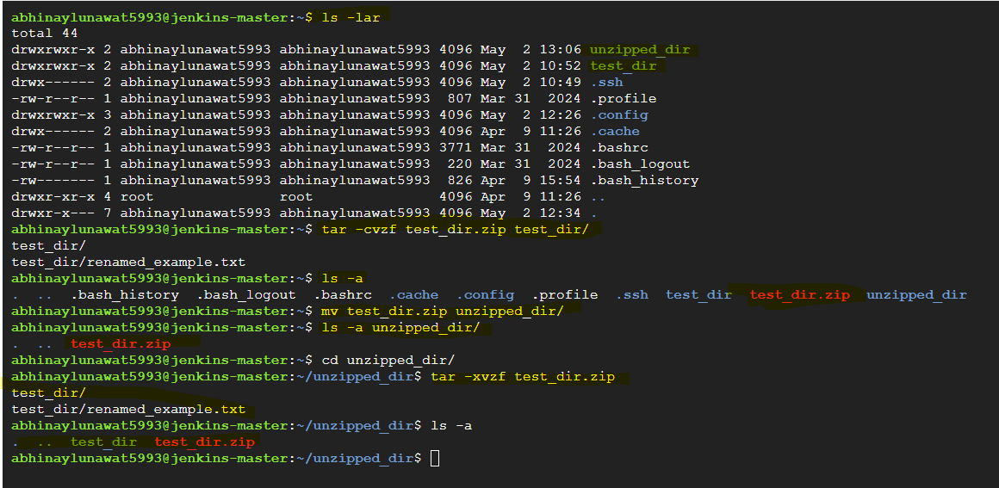 abhinaylunawat5993@jenkins-master:~$ ls -lar
total 44
drwxrwxr-x 2 abhinaylunawat5993 abhinaylunawat5993 4096 May  2 13:06 unzipped_dir
drwxrwxr-x 2 abhinaylunawat5993 abhinaylunawat5993 4096 May  2 10:52 test_dir
drwx------ 2 abhinaylunawat5993 abhinaylunawat5993 4096 May  2 10:49 .ssh
-rw-r--r-- 1 abhinaylunawat5993 abhinaylunawat5993  807 Mar 31  2024 .profile
drwxrwxr-x 3 abhinaylunawat5993 abhinaylunawat5993 4096 May  2 12:26 .config
drwx------ 2 abhinaylunawat5993 abhinaylunawat5993 4096 Apr  9 11:26 .cache
-rw-r--r-- 1 abhinaylunawat5993 abhinaylunawat5993 3771 Mar 31  2024 .bashrc
-rw-r--r-- 1 abhinaylunawat5993 abhinaylunawat5993  220 Mar 31  2024 .bash_logout
-rw------- 1 abhinaylunawat5993 abhinaylunawat5993  826 Apr  9 15:54 .bash_history
drwxr-xr-x 4 root               root               4096 Apr  9 11:26 ..
drwxr-x--- 7 abhinaylunawat5993 abhinaylunawat5993 4096 May  2 12:34 .
abhinaylunawat5993@jenkins-master:~$ tar -cvzf test_dir.zip test_dir/
test_dir/
test_dir/renamed_example.txt
abhinaylunawat5993@jenkins-master:~$ ls -a
.  ..  .bash_history  .bash_logout  .bashrc  .cache  .config  .profile  .ssh  test_dir  test_dir.zip  unzipped_dir
abhinaylunawat5993@jenkins-master:~$ mv test_dir.zip unzipped_dir/
abhinaylunawat5993@jenkins-master:~$ ls -a unzipped_dir/
.  ..  test_dir.zip
abhinaylunawat5993@jenkins-master:~$ cd unzipped_dir/
abhinaylunawat5993@jenkins-master:~/unzipped_dir$ tar -xvzf test_dir.zip
test_dir/
test_dir/renamed_example.txt
abhinaylunawat5993@jenkins-master:~/unzipped_dir$ ls -a
.  ..  test_dir  test_dir.zip
abhinaylunawat5993@jenkins-master:~/unzipped_dir$